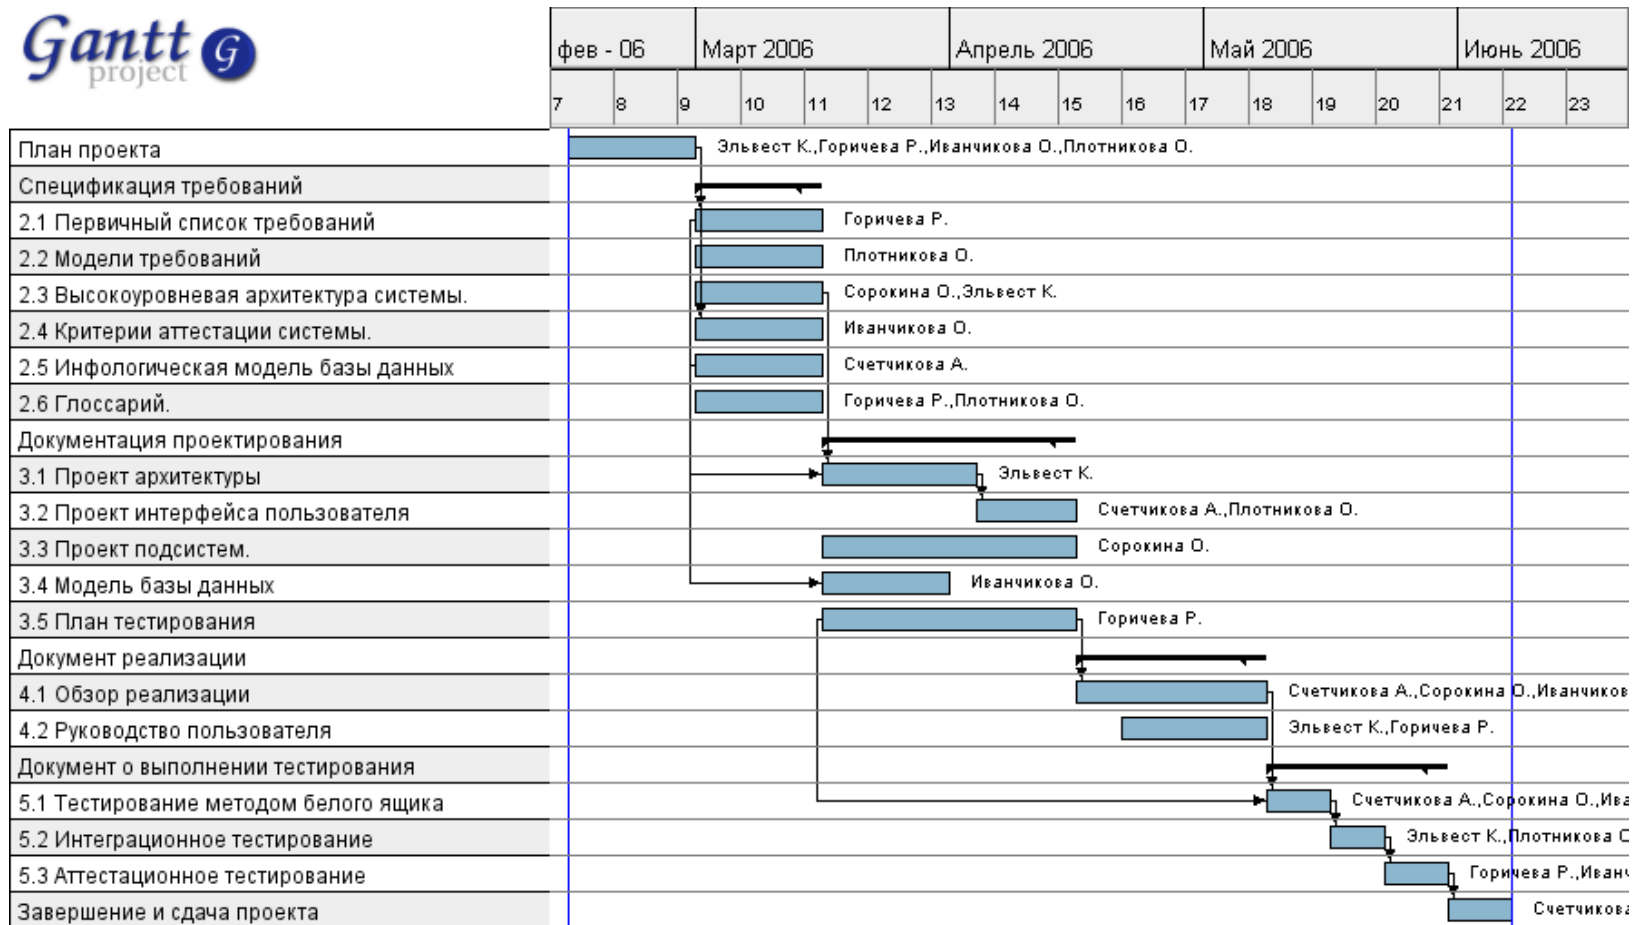 Gantt G
project
фев - 06 Март 2006 Апрель 2006 Май 2006 Июнь 2006
7 8 9 10 11 12 13 14 15 16 17 18 19 20 21 22 23
План проекта Эльвест К.,Горичева Р.,Иванчикова О.,Плотникова О.
Спецификация требований
2.1 Первичный список требований Горичева Р.
2.2 Модели требований Плотникова О.
2.3 Высокоуровневая архитектура системы. Сорокина О.,Эльвест К.
2.4 Критерии аттестации системы. Иванчикова О.
2.5 Инфологическая модель базы данных Счетчикова А.
2.6 Глоссарий. Горичева Р.,Плотникова О.
Документация проектирования
3.1 Проект архитектуры Эльвест К.
3.2 Проект интерфейса пользователя Счетчикова А.,Плотникова О.
3.3 Проект подсистем. Сорокина О.
3.4 Модель базы данных Иванчикова О.
3.5 План тестирования Горичева Р.
Документ реализации
4.1 Обзор реализации Счетчикова А.,Сорокина О.,Иванчиков
4.2 Руководство пользователя Эльвест К.,Горичева Р.
Документ о выполнении тестирования
5.1 Тестирование методом белого ящика Счетчикова А.,Сорокина О.,Ива
5.2 Интеграционное тестирование Эльвест К.,Плотникова О
5.3 Аттестационное тестирование Горичева Р.,Иванч
Завершение и сдача проекта Счетчикова